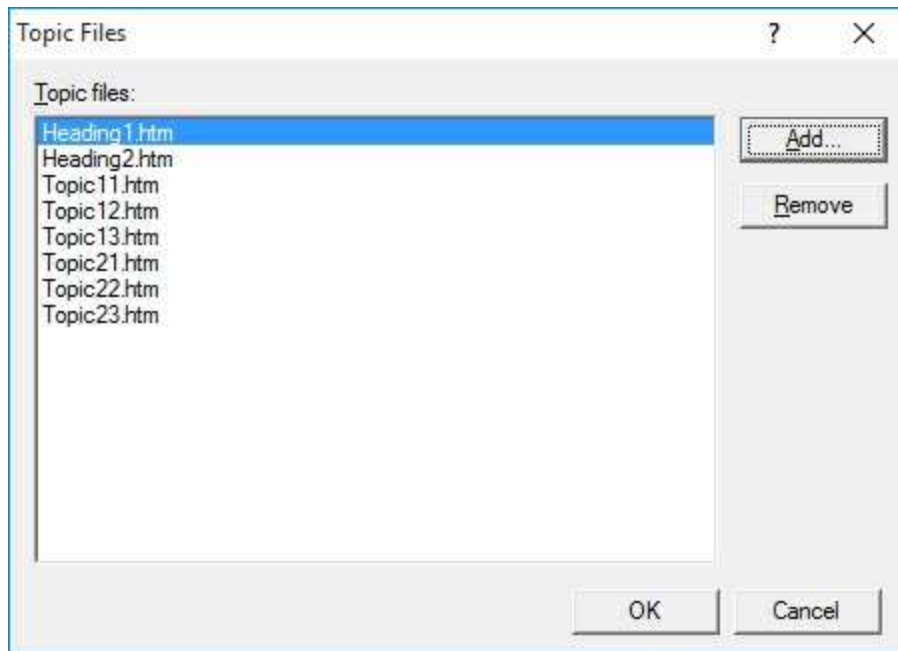 Topic Files ?
Topic files:
Heading1.htm
Heading2.htm
Topic11.htm
Topic12.htm
Topic13.htm
Topic21.htm
Topic22.htm
Topic23.htm
Add...
Remove
OK
Cancel